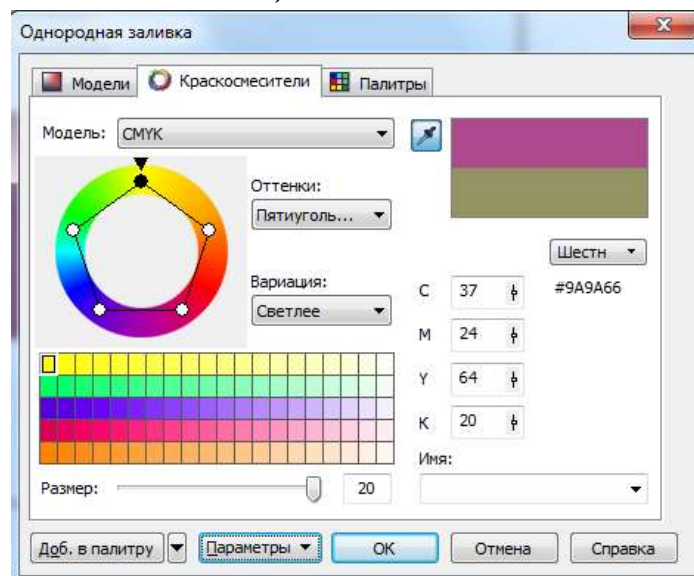 Однородная заливка
Модели Краскосмесители Палитры
Модель: CMYK
Оттенки:
Пятиуголь...
Шестн
Вариация:
Светлее
C 37 #9A9A66
M 24
Y 64
K 20
Имя:
Размер: 20
Доб. в палитру Параметры OK Отмена Справка